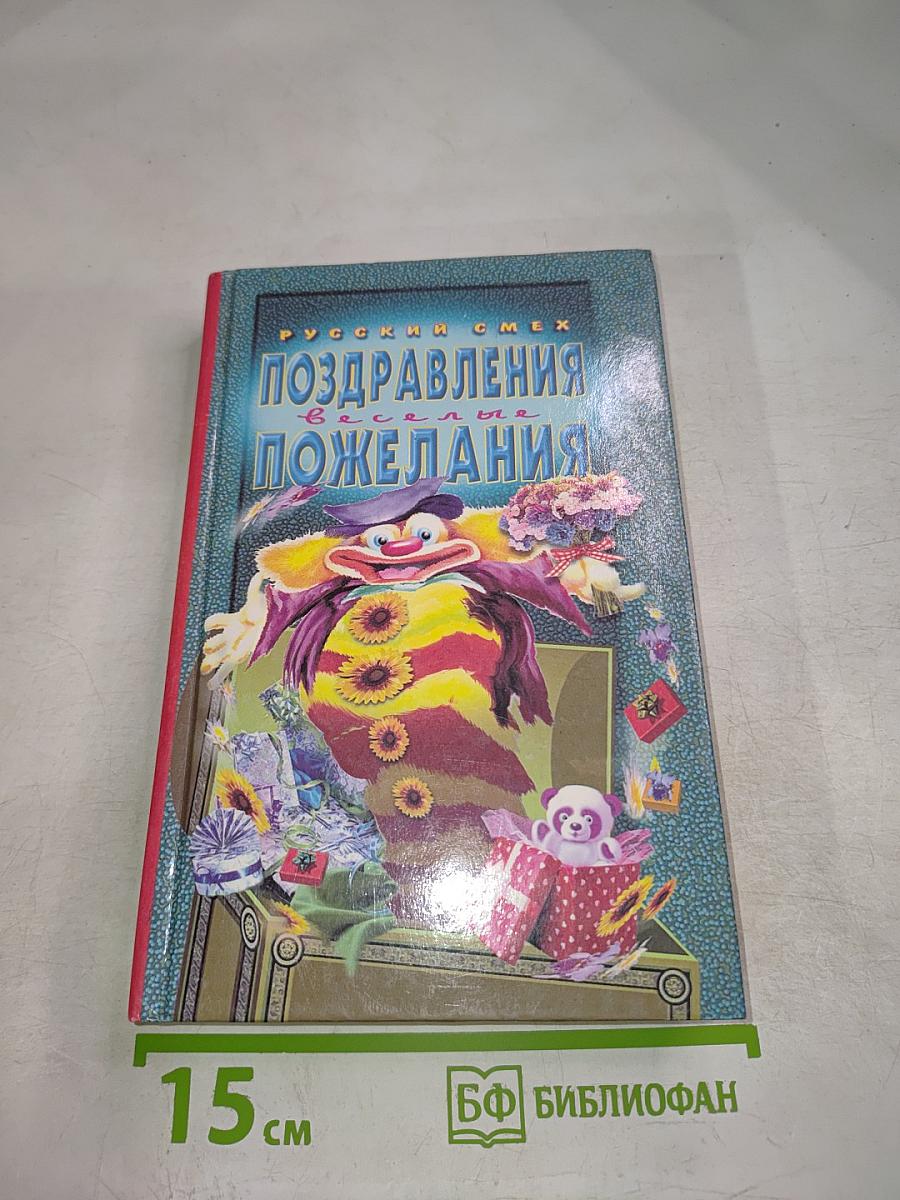 РУССКИЙ СМЕХ
ПОЗДРАВЛЕНИЯ
веселые
ПОЖЕЛАНИЯ
15 см
БФ БИБЛИОФАН